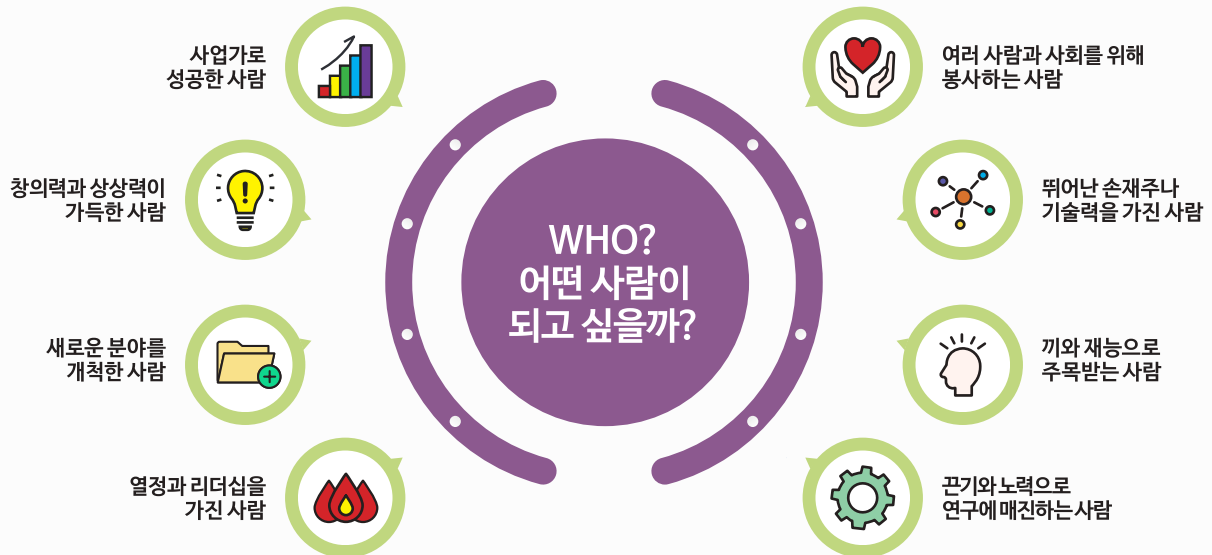 사업가로
성공한 사람
창의력과 상상력이
가득한 사람
새로운 분야를
개척한 사람
열정과 리더십을
가진 사람
WHO?
어떤 사람이
되고 싶을까?
여러 사람과 사회를 위해
봉사하는 사람
뛰어난 손재주나
기술력을 가진 사람
끼와 재능으로
주목받는 사람
끈기와 노력으로
연구에 매진하는 사람